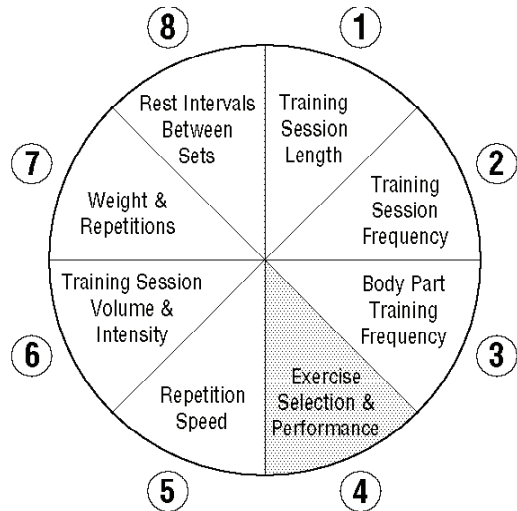 1
Training
Session
Length
2
Training
Session
Frequency
3
Body Part
Training
Frequency
4
Exercise
Selection &
Performance
5
Repetition
Speed
6
Training Session
Volume &
Intensity
7
Weight &
Repetitions
8
Rest Intervals
Between
Sets